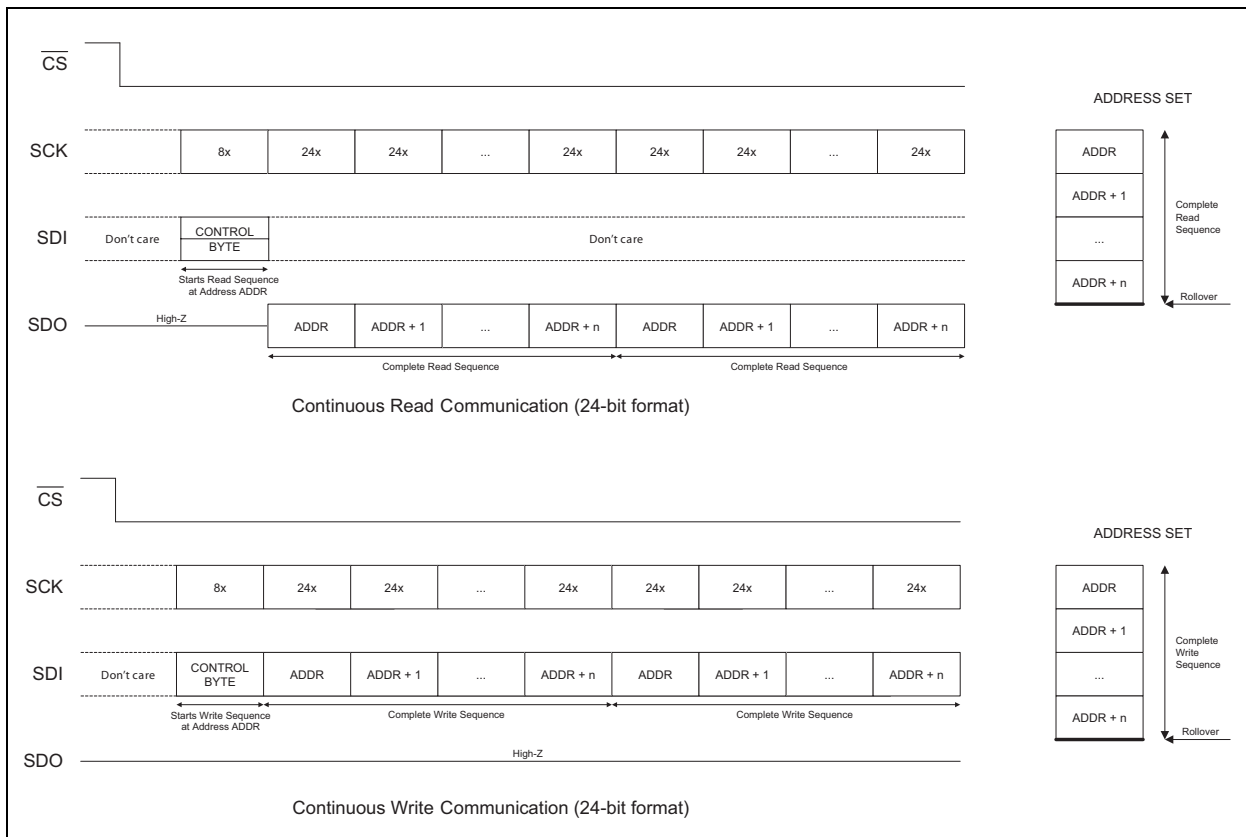 CS
ADDRESS SET
SCK 8x 24x 24x ... 24x 24x 24x ... 24x
ADDR
ADDR + 1
...
ADDR + n
Complete
Read
Sequence
Rollover
SDI Don't care CONTROL BYTE Don't care
Starts Read Sequence
at Address ADDR
SDO High-Z ADDR ADDR + 1 ... ADDR + n ADDR ADDR + 1 ... ADDR + n
Complete Read Sequence Complete Read Sequence
Continuous Read Communication (24-bit format)
CS
ADDRESS SET
SCK 8x 24x 24x ... 24x 24x 24x ... 24x
ADDR
ADDR + 1
...
ADDR + n
Complete
Write
Sequence
Rollover
SDI Don't care CONTROL BYTE ADDR ADDR + 1 ... ADDR + n ADDR ADDR + 1 ... ADDR + n
Starts Write Sequence
at Address ADDR
Complete Write Sequence Complete Write Sequence
SDO High-Z
Continuous Write Communication (24-bit format)